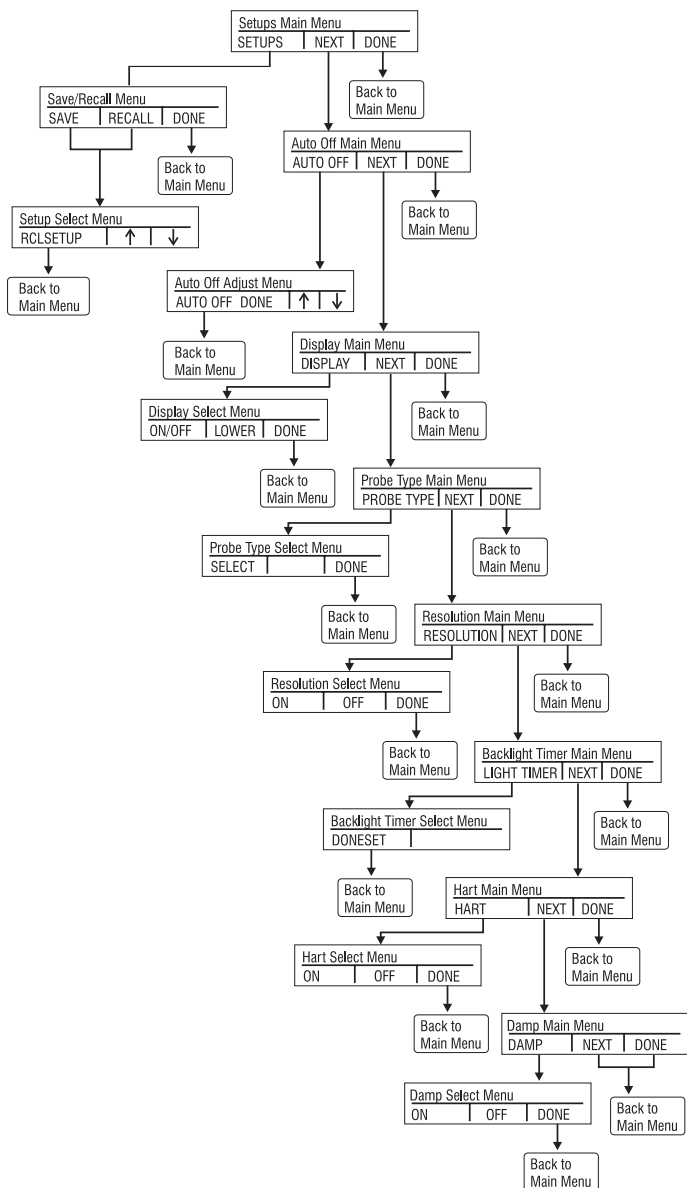 Setups Main Menu
SETUPS NEXT DONE
Back to
Main Menu
Save/Recall Menu
SAVE RECALL DONE
Back to
Main Menu
Setup Select Menu
RCLSETUP ↑ ↓
Back to
Main Menu
Auto Off Main Menu
AUTO OFF NEXT DONE
Back to
Main Menu
Auto Off Adjust Menu
AUTO OFF DONE ↑ ↓
Back to
Main Menu
Display Main Menu
DISPLAY NEXT DONE
Back to
Main Menu
Display Select Menu
ON/OFF LOWER DONE
Back to
Main Menu
Probe Type Main Menu
PROBE TYPE NEXT DONE
Back to
Main Menu
Probe Type Select Menu
SELECT DONE
Back to
Main Menu
Resolution Main Menu
RESOLUTION NEXT DONE
Back to
Main Menu
Resolution Select Menu
ON OFF DONE
Back to
Main Menu
Backlight Timer Main Menu
LIGHT TIMER NEXT DONE
Back to
Main Menu
Backlight Timer Select Menu
DONESET
Back to
Main Menu
Hart Main Menu
HART NEXT DONE
Back to
Main Menu
Hart Select Menu
ON OFF DONE
Back to
Main Menu
Damp Main Menu
DAMP NEXT DONE
Back to
Main Menu
Damp Select Menu
ON OFF DONE
Back to
Main Menu